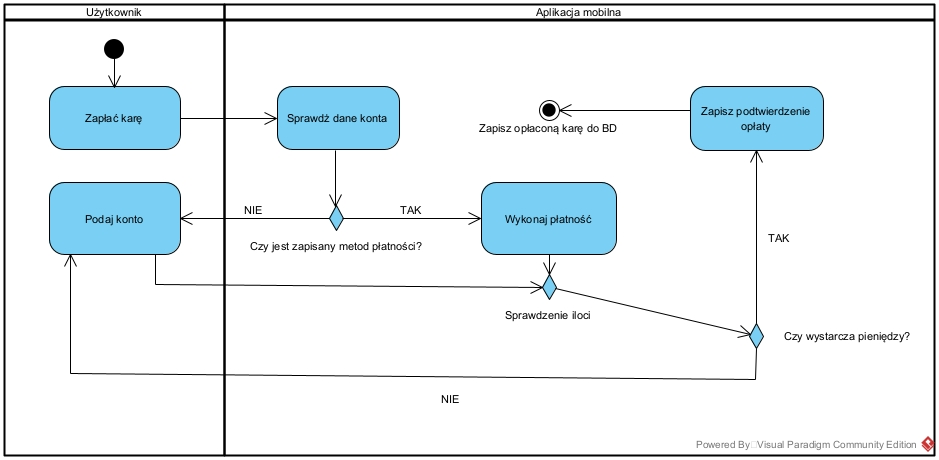 Użytkownik
Aplikacja mobilna
Zapłać karę
Sprawdź dane konta
Zapisz podtwierdzenie
opłaty
Zapisz opłaconą karę do BD
Podaj konto
NIE
TAK
Wykonaj płatność
Czy jest zapisany metod płatności?
TAK
Sprawdzenie iloci
Czy wystarcza pieniędzy?
NIE
Powered By Visual Paradigm Community Edition